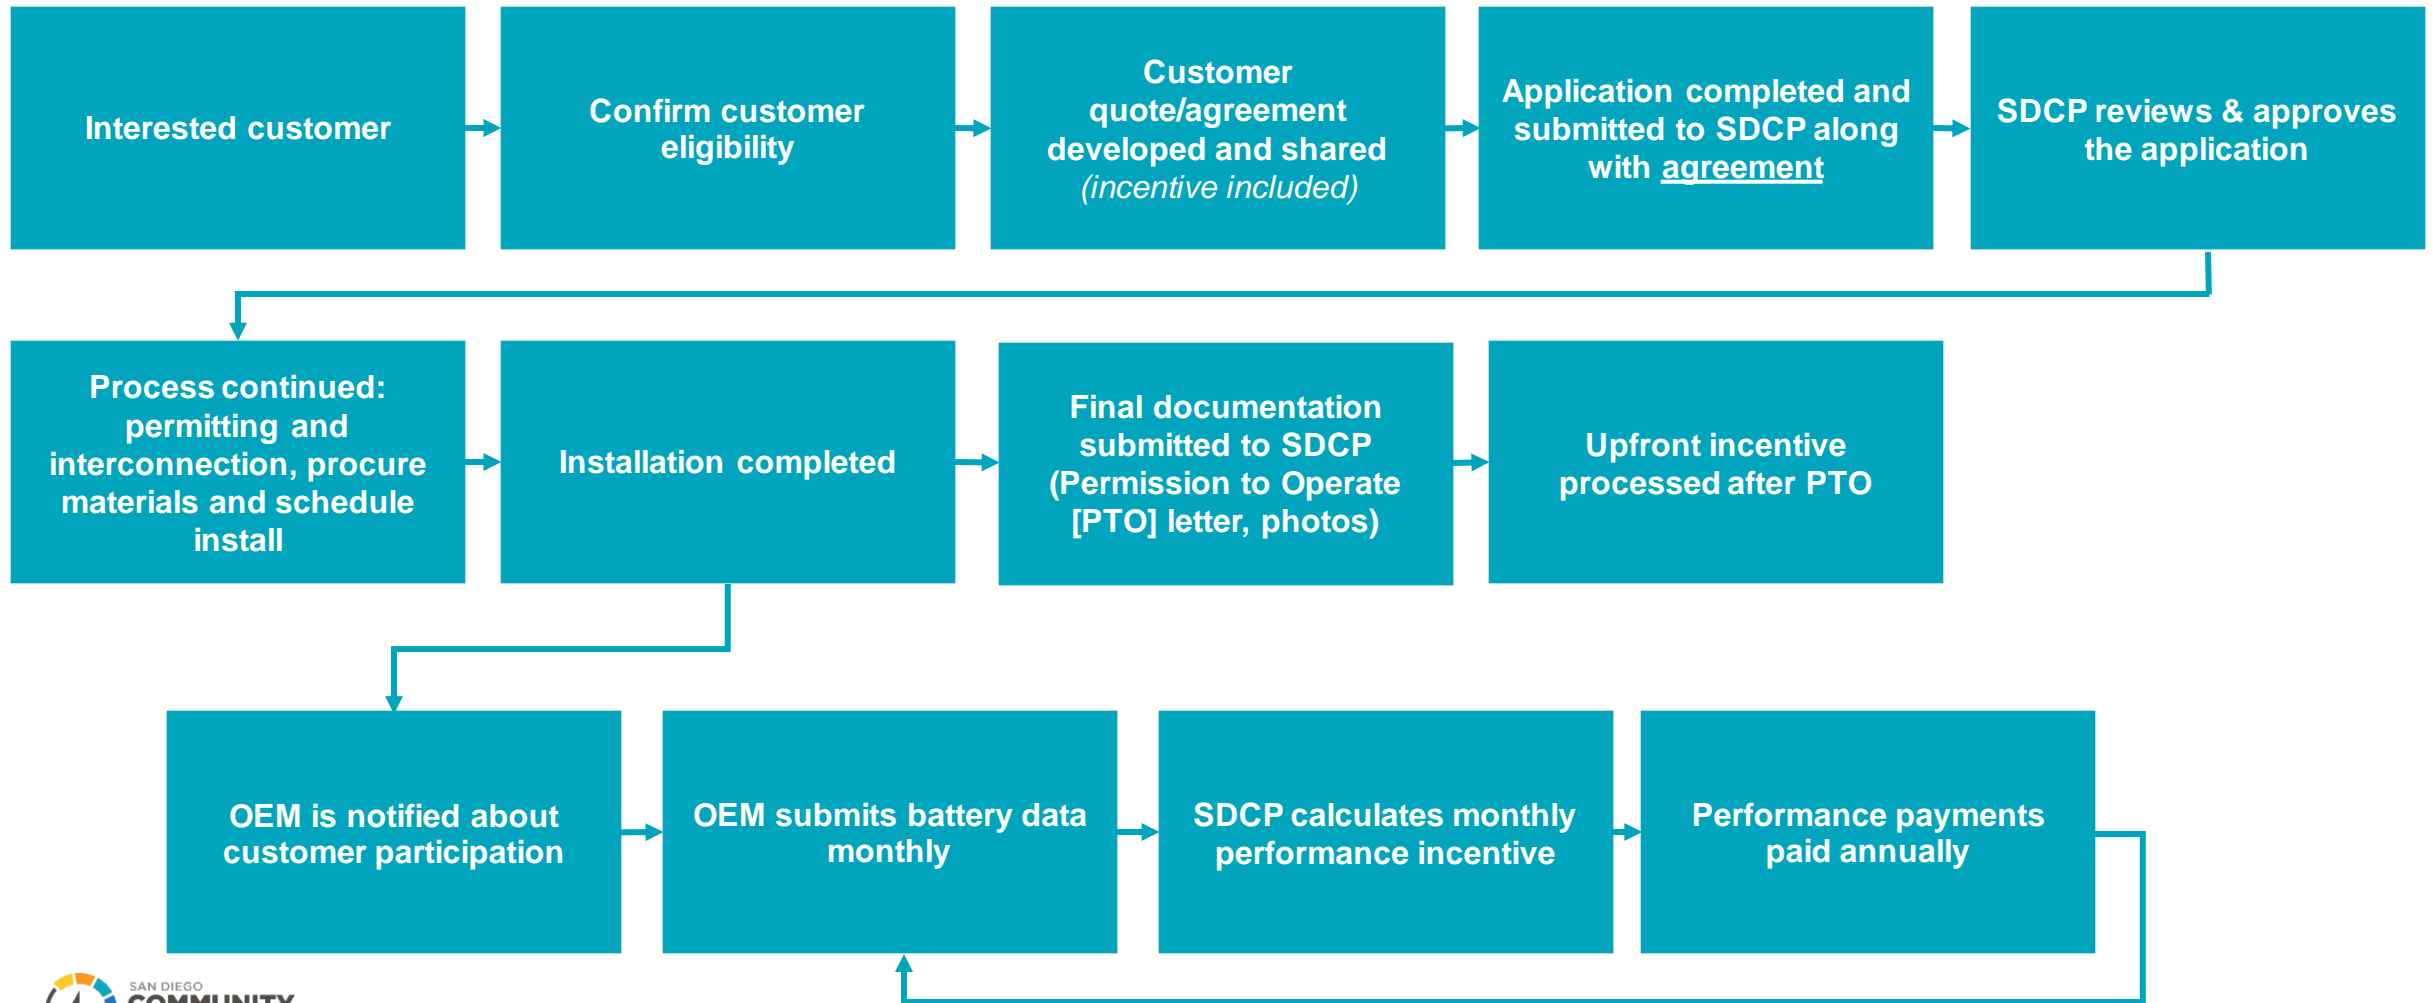 Interested customer
Confirm customer
eligibility
Customer
quote/agreement
developed and shared
(incentive included)
Application completed and
submitted to SDCP along
with agreement
SDCP reviews & approves
the application
Process continued:
permitting and
interconnection, procure
materials and schedule
install
Installation completed
Final documentation
submitted to SDCP
(Permission to Operate
[PTO] letter, photos)
Upfront incentive
processed after PTO
OEM is notified about
customer participation
OEM submits battery data
monthly
SDCP calculates monthly
performance incentive
Performance payments
paid annually
SAN DIEGO
COMMUNITY